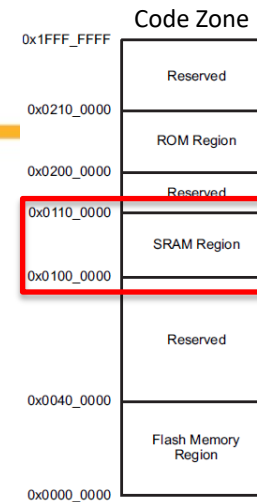 Code Zone
0x1FFF_FFFF
Reserved
0x0210_0000
ROM Region
0x0200_0000
Reserved
0x0110_0000
SRAM Region
0x0100_0000
Reserved
0x0040_0000
Flash Memory
Region
0x0000_0000